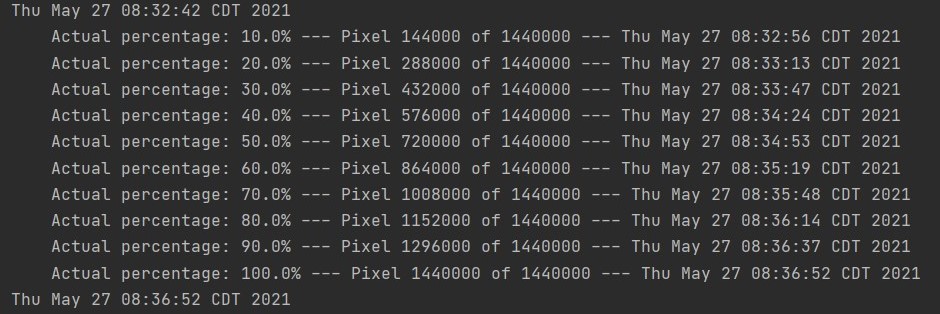 Thu May 27 08:32:42 CDT 2021
Actual percentage: 10.0% --- Pixel 144000 of 1440000 --- Thu May 27 08:32:56 CDT 2021
Actual percentage: 20.0% --- Pixel 288000 of 1440000 --- Thu May 27 08:33:13 CDT 2021
Actual percentage: 30.0% --- Pixel 432000 of 1440000 --- Thu May 27 08:33:47 CDT 2021
Actual percentage: 40.0% --- Pixel 576000 of 1440000 --- Thu May 27 08:34:24 CDT 2021
Actual percentage: 50.0% --- Pixel 720000 of 1440000 --- Thu May 27 08:34:53 CDT 2021
Actual percentage: 60.0% --- Pixel 864000 of 1440000 --- Thu May 27 08:35:19 CDT 2021
Actual percentage: 70.0% --- Pixel 1008000 of 1440000 --- Thu May 27 08:35:48 CDT 2021
Actual percentage: 80.0% --- Pixel 1152000 of 1440000 --- Thu May 27 08:36:14 CDT 2021
Actual percentage: 90.0% --- Pixel 1296000 of 1440000 --- Thu May 27 08:36:37 CDT 2021
Actual percentage: 100.0% --- Pixel 1440000 of 1440000 --- Thu May 27 08:36:52 CDT 2021
Thu May 27 08:36:52 CDT 2021